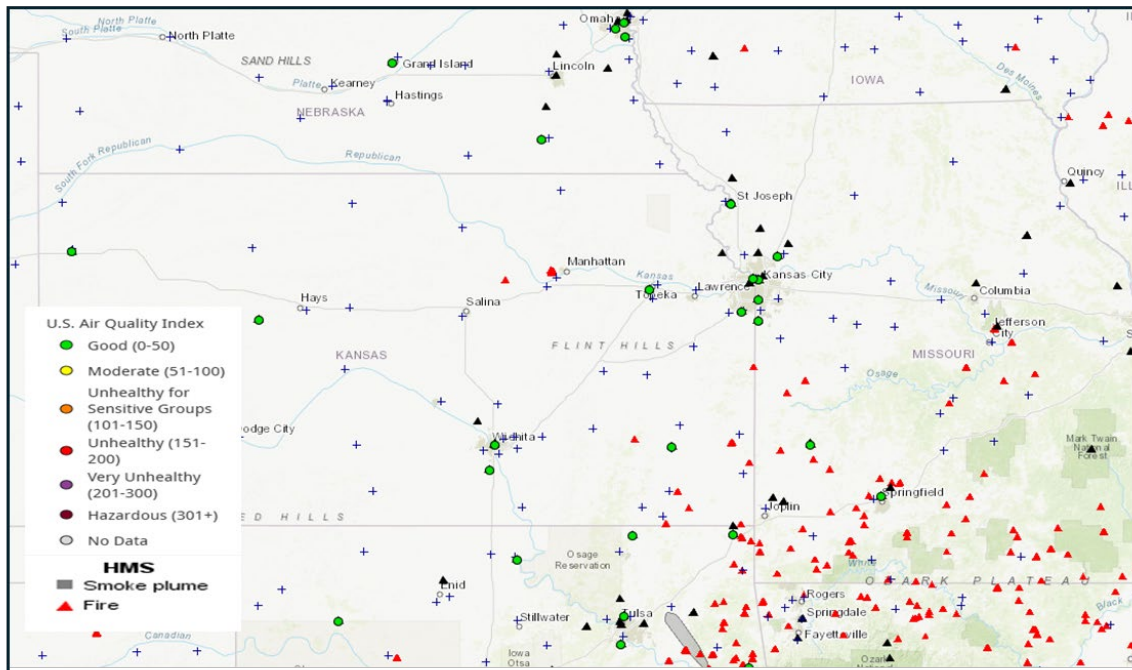 North Platte
South Platte
North Platte
SAND HILLS
Grand Island
Platte
Kearney
Hastings
NEBRASKA
Omah
Lincoln
IOWA
Des Moines
South Fork Republican
Republican
Quincy
ILL
St Joseph
Manhattan
Kansas
Kansas City
Topeka
Lawrence
Hays
Salina
Missouri
Columbia
Jefferson
City
MISSOURI
Osage
KANSAS
FLINT HILLS
U.S. Air Quality Index
Good (0-50)
Moderate (51-100)
Unhealthy for
Sensitive Groups
(101-150)
Unhealthy (151-
200)
Very Unhealthy
(201-300)
Hazardous (301+)
No Data
HMS
Smoke plume
Fire
odge City
Wichita
Mark Twain
National
Forest
Springfield
Joplin
ED HILLS
Osage
Reservation
White
OZARK PLATEAU
Enid
Rogers
Springdale
Fayetteville
Black
Stillwater
Tulsa
Canadian
Iowa
Otsa
Ozark